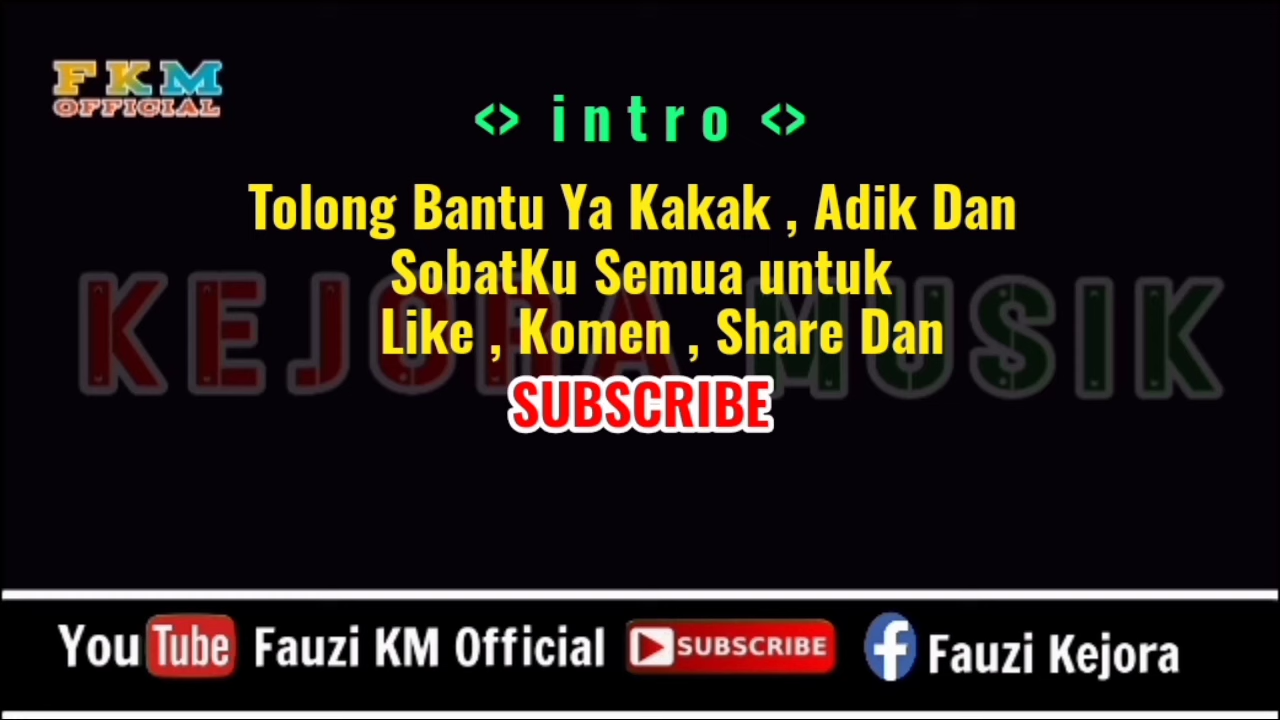 FKM
OFFICIAL
<> intro <>
Tolong Bantu Ya Kakak , Adik Dan
SobatKu Semua untuk
Like , Komen , Share Dan
SUBSCRIBE
KEJORA MUSIK
YouTube Fauzi KM Official SUBSCRIBE f Fauzi Kejora